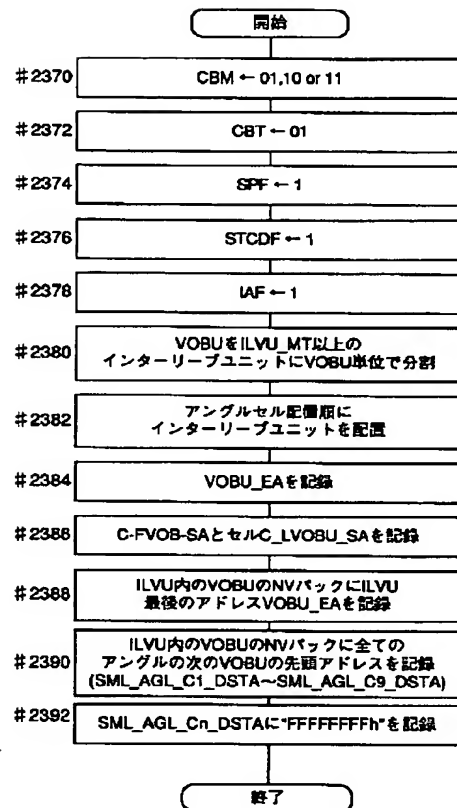 開始
#2370
CBM ← 01,10 or 11
#2372
CBT ← 01
#2374
SPF ← 1
#2376
STCDF ← 1
#2378
IAF ← 1
#2380
VOBUをILVU_MT以上の
インターリーブユニットにVOBU単位で分割
#2382
アングルセル配信順に
インターリーブユニットを配置
#2384
VOBU_EAを記録
#2388
C-FVOB-SAとセルC_LVOBU_SAを記録
#2388
ILVU内のVOBUのNVパックにILVU
最後のアドレスVOBU_EAを記録
#2390
ILVU内のVOBUのNVパックに全ての
アングルの次のVOBUの先頭アドレスを記録
(SML_AGL_C1_DSTA～SML_AGL_C9_DSTA)
#2392
SML_AGL_Cn_DSTAに"FFFFFFFFh"を記録
終了